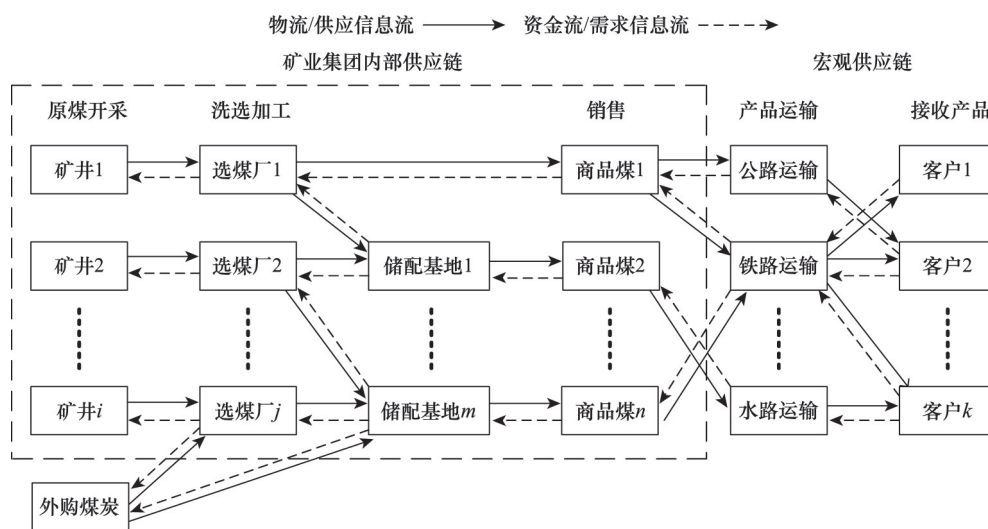 物流/供应信息流 资金流/需求信息流
矿业集团内部供应链 宏观供应链
原煤开采 洗选加工 销售 产品运输 接收产品
矿井1 选煤厂1 商品煤1 公路运输 客户1
矿井2 选煤厂2 储配基地1 商品煤2 铁路运输 客户2
矿井i 选煤厂j 储配基地m 商品煤n 水路运输 客户k
外购煤炭